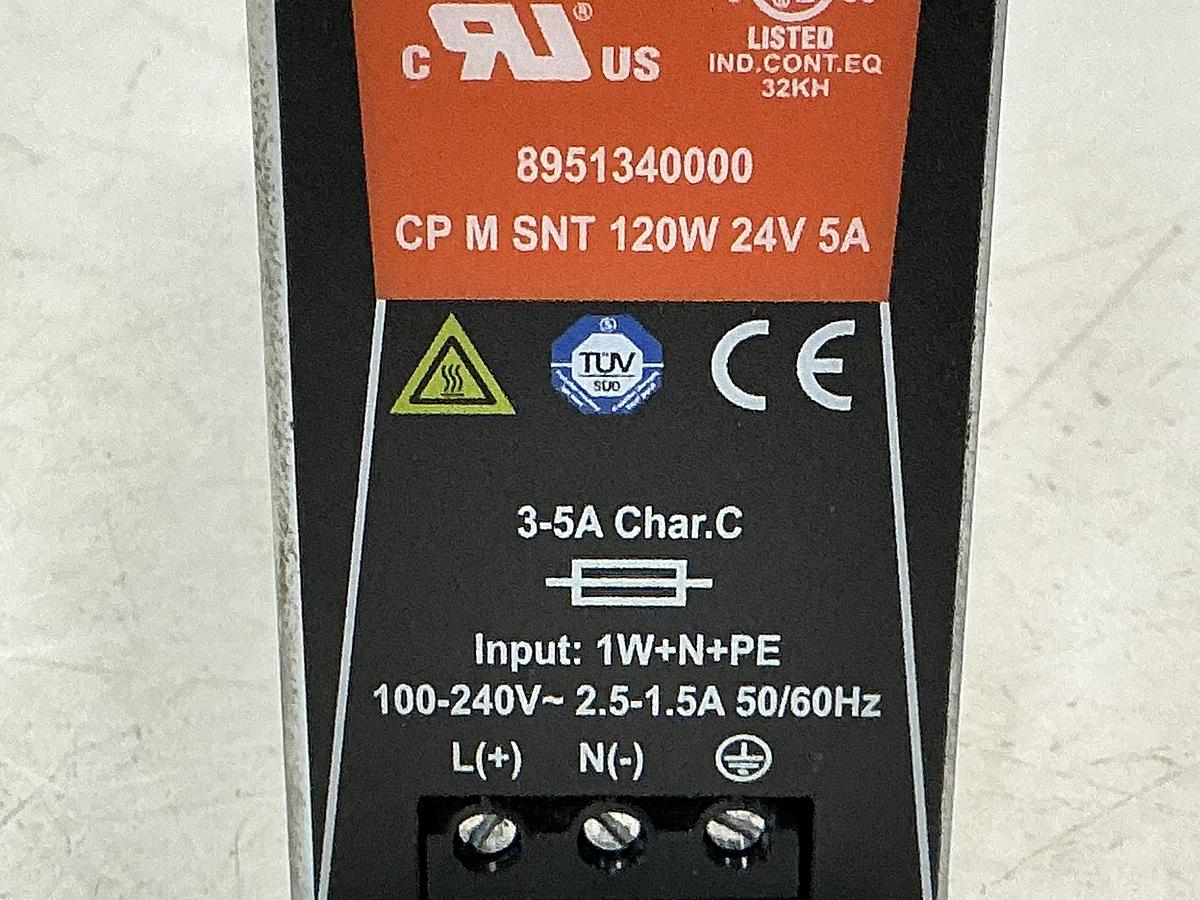 C RU® US
LISTED
IND.CONT.EQ
32KH
8951340000
CP M SNT 120W 24V 5A
TÜV
SÜD
CE
3-5A Char.C
Input: 1W+N+PE
100-240V~ 2.5-1.5A 50/60Hz
L(+) N(-)